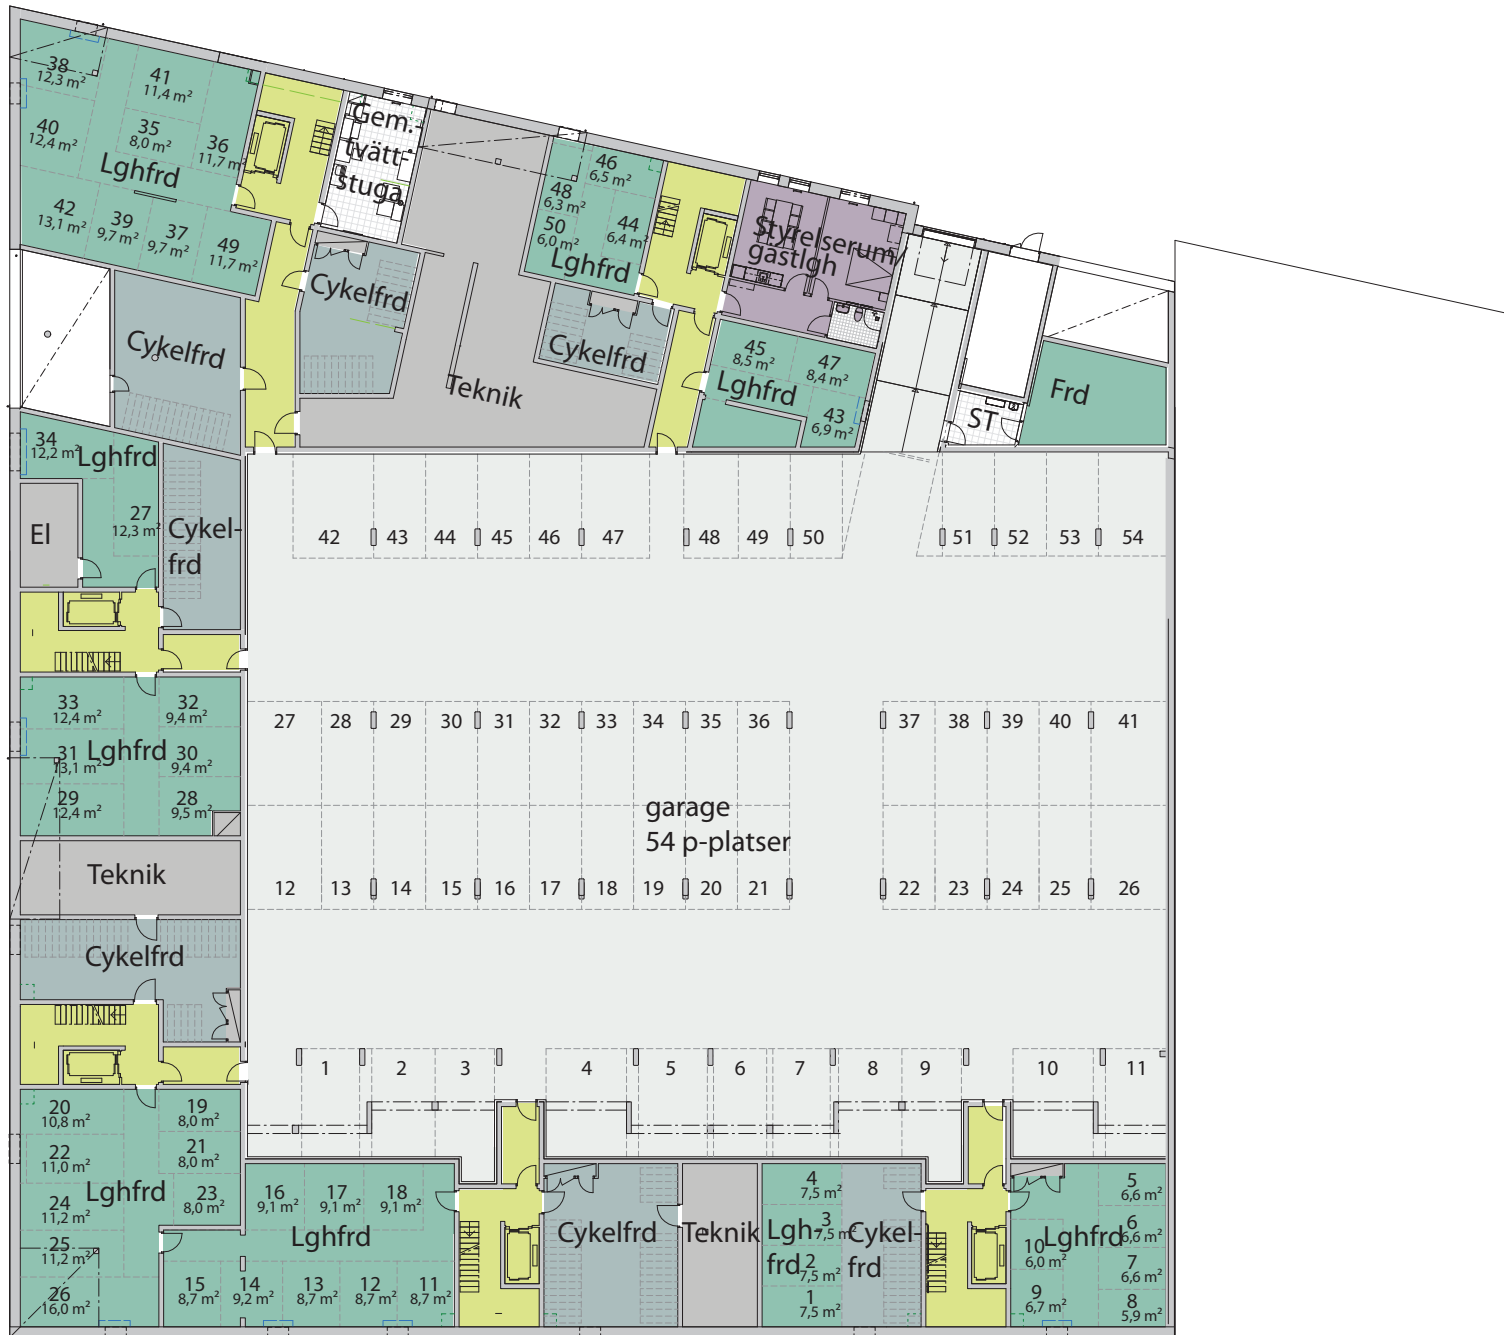 38
12,3 m²
41
11,4 m²
40
12,4 m²
35
8,0 m²
36
11,7 m²
Lghfrd
42
13,1 m²
39
9,7 m²
37
9,7 m²
49
11,7 m²
Gem.-
tvätt-
stuga
46
6,5 m²
48
6,3 m²
50
6,0 m²
44
6,4 m²
Lghfrd
Styrelserum/
gästlgh
Cykelfrd
Cykelfrd
Cykelfrd
Teknik
45
8,5 m²
47
8,4 m²
Lghfrd
43
6,9 m²
Frd
ST
34
12,2 m²
Lghfrd
27
12,3 m²
El
Cykel-
frd
42 43 44 45 46 47 48 49 50 51 52 53 54
33
12,4 m²
32
9,4 m²
31
13,1 m²
Lghfrd
30
9,4 m²
29
12,4 m²
28
9,5 m²
27 28 29 30 31 32 33 34 35 36 37 38 39 40 41
garage
54 p-platser
Teknik
12 13 14 15 16 17 18 19 20 21 22 23 24 25 26
Cykelfrd
1 2 3 4 5 6 7 8 9 10 11
20
10,8 m²
19
8,0 m²
22
11,0 m²
21
8,0 m²
Lghfrd
24
11,2 m²
23
8,0 m²
25
11,2 m²
26
16,0 m²
16
9,1 m²
17
9,1 m²
18
9,1 m²
Lghfrd
15
8,7 m²
14
9,2 m²
13
8,7 m²
12
8,7 m²
11
8,7 m²
Cykelfrd
Teknik
4
7,5 m²
3
7,5 m
Lgh-
frd
2
7,5 m²
1
7,5 m²
Cykel-
frd
5
6,6 m²
6
6,6 m²
Lghfrd
10
6,0 m²
7
6,6 m²
9
6,7 m²
8
5,9 m²